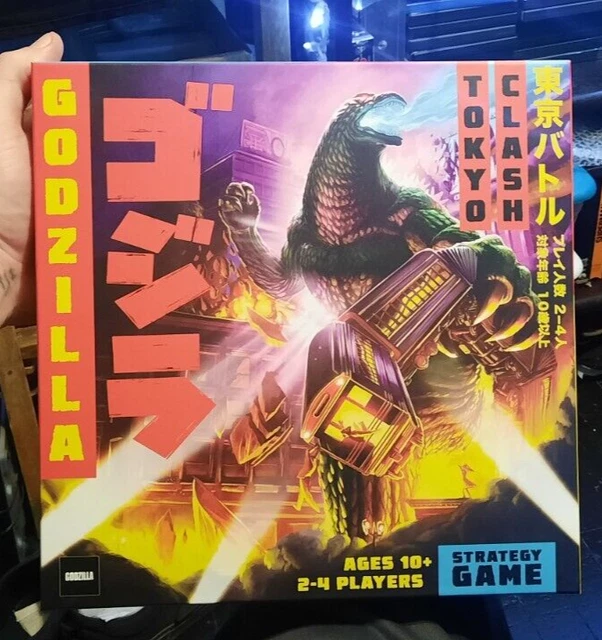 GODZILLA
ゴジラ
TOKYO
CLASH
東京バトル
プレイ人数 2-4人
対象年齢 10歳以上
AGES 10+
2-4 PLAYERS
STRATEGY
GAME
GODZILLA